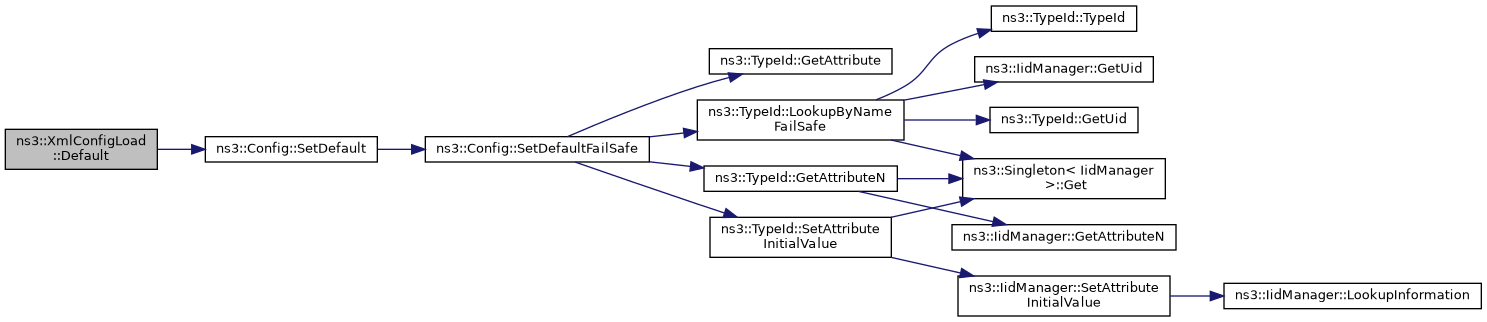 ns3::XmlConfigLoad
::Default
ns3::Config::SetDefault
ns3::Config::SetDefaultFailSafe
ns3::TypeId::GetAttribute
ns3::TypeId::LookupByName
FailSafe
ns3::TypeId::GetAttributeN
ns3::TypeId::SetAttribute
InitialValue
ns3::TypeId::TypeId
ns3::IidManager::GetUid
ns3::TypeId::GetUid
ns3::Singleton< IidManager
>::Get
ns3::IidManager::GetAttributeN
ns3::IidManager::SetAttribute
InitialValue
ns3::IidManager::LookupInformation